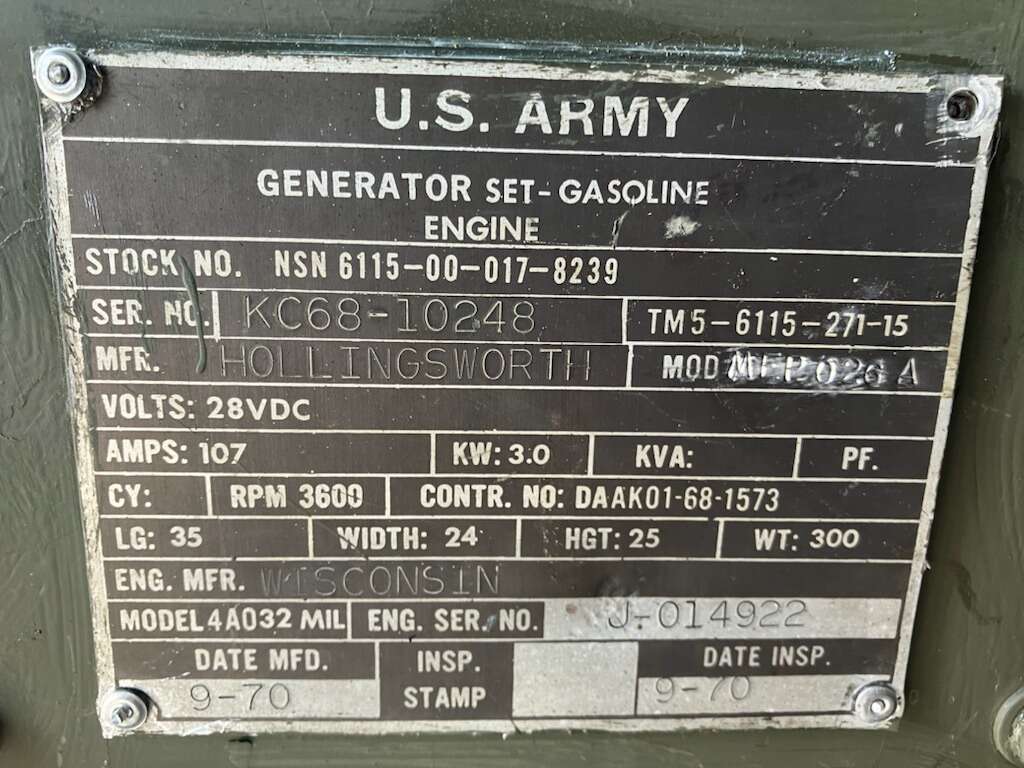 U.S. ARMY
GENERATOR SET-GASOLINE
ENGINE
STOCK NO. NSN 6115-00-017-8239
SER. NO. KC68-10248 TM5-6115-271-15
MFR. HOLLINGSWORTH MOD MEP026A
VOLTS: 28VDC
AMPS: 107 KW: 3.0 KVA: PF.
CY: RPM 3600 CONTR. NO: DAAK01-68-1573
LG: 35 WIDTH: 24 HGT: 25 WT: 300
ENG. MFR. WISCONSIN
MODEL 4A032 MIL ENG. SER. NO. J-014922
DATE MFD. INSP. DATE INSP.
9-70 STAMP 9-70